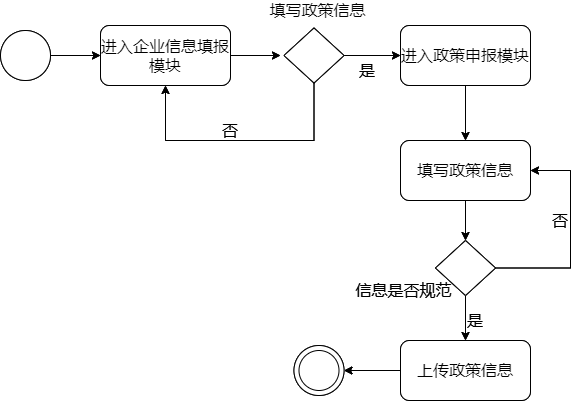 填写政策信息
进入企业信息填报
模块
进入政策申报模块
是
否
填写政策信息
否
信息是否规范
是
上传政策信息